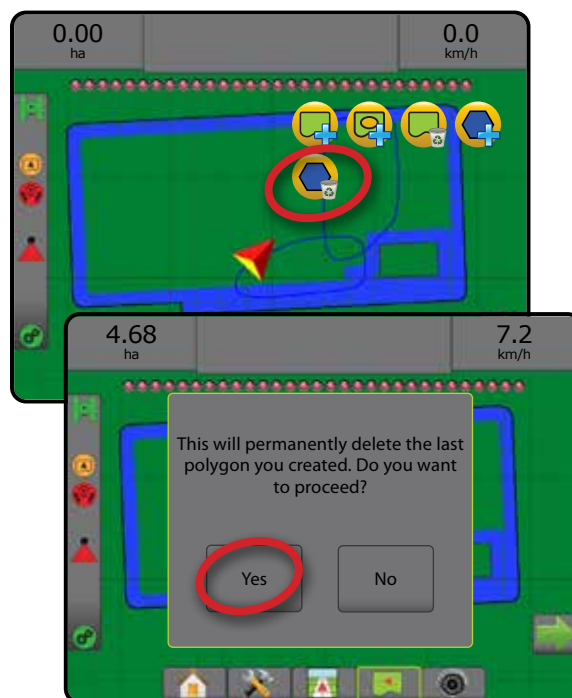 0.00
ha
0.0
km/h
4.68
ha
7.2
km/h
This will permanently delete the last
polygon you created. Do you want
to proceed?
Yes
No